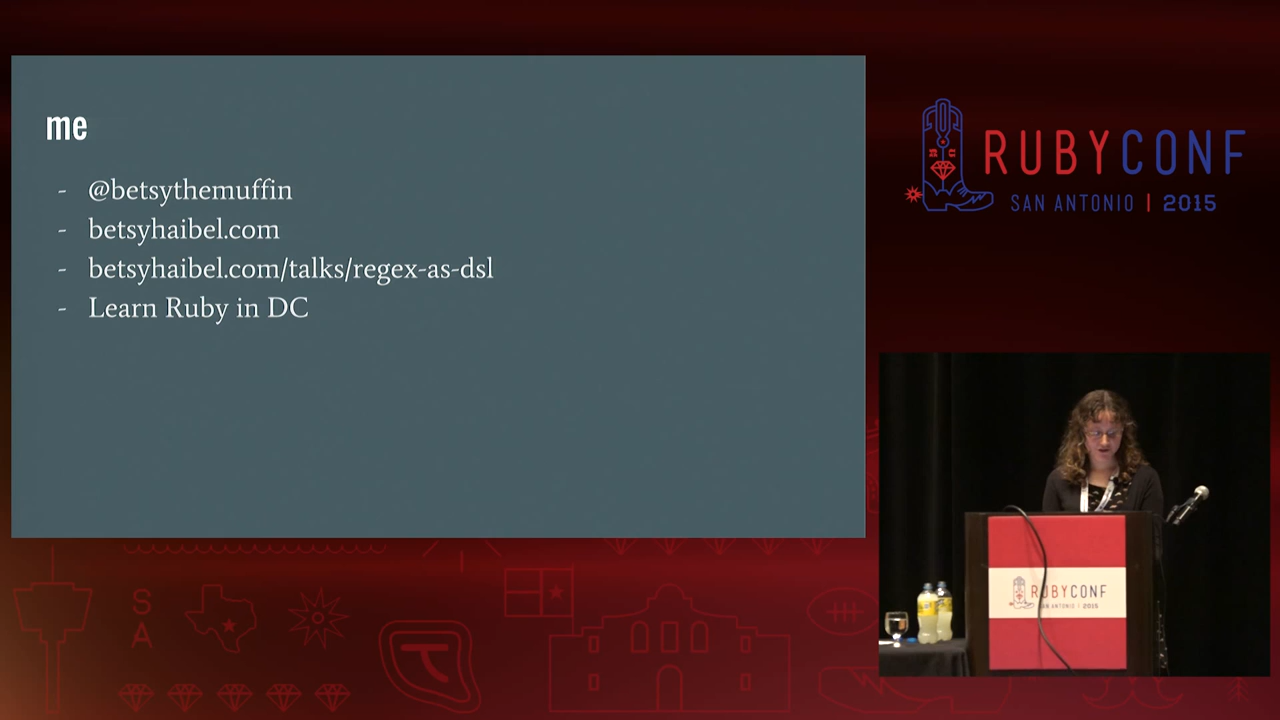 me
- @betsythemuffin
- betsyhaibel.com
- betsyhaibel.com/talks/regex-as-dsl
- Learn Ruby in DC
RUBYCONF
SAN ANTONIO | 2015
S
A
RUBYCONF
SAN ANTONIO | 2015